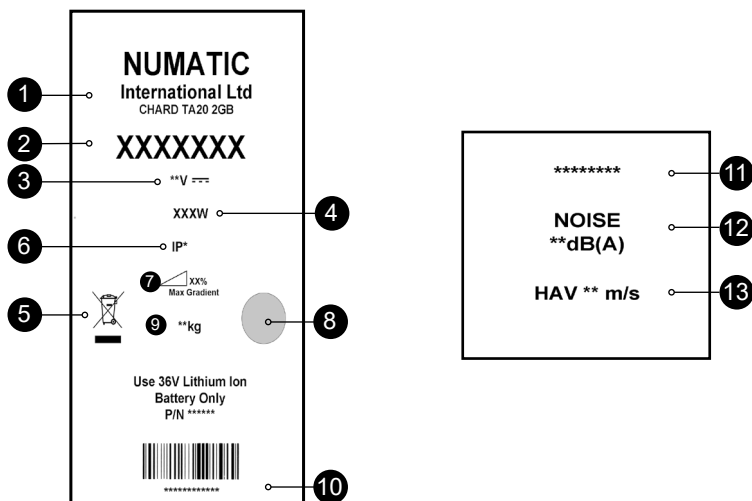 NUMATIC
International Ltd
CHARD TA20 2GB
1
2
XXXXXXX
3
**V
XXXW
4
6
IP*
7
XX%
Max Gradient
5
9
**kg
8
Use 36V Lithium Ion
Battery Only
P/N ******
************
10
********
11
NOISE
**dB(A)
12
HAV ** m/s
13